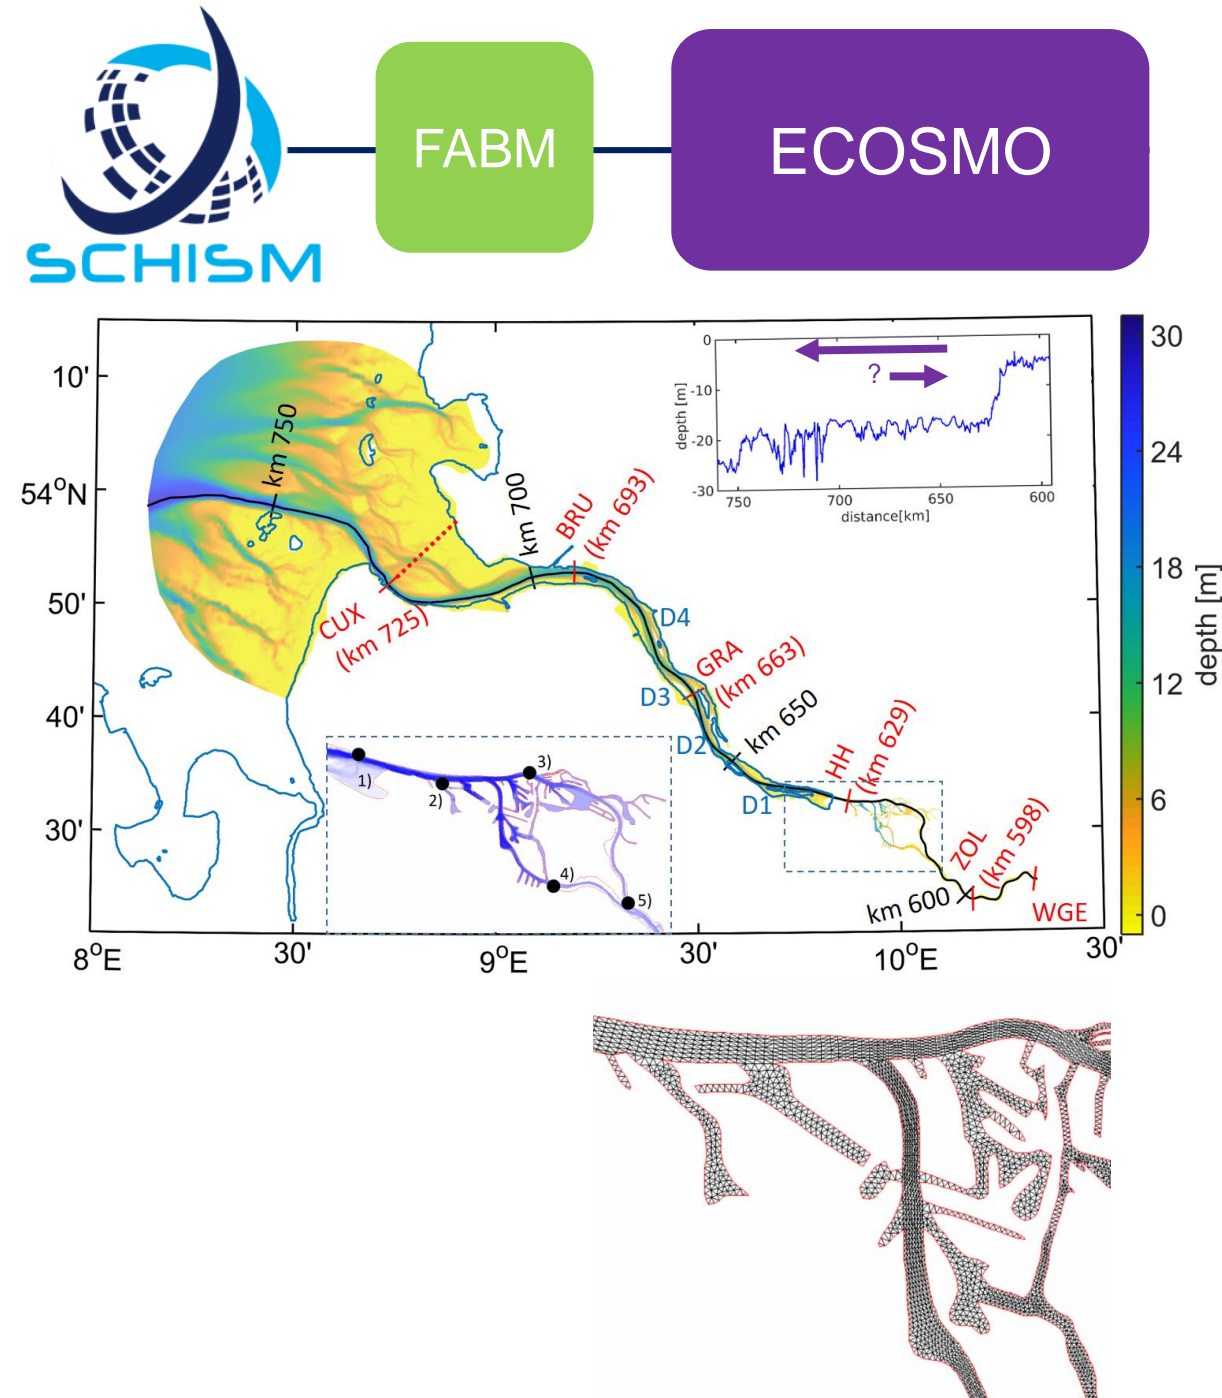 SCHISM
FABM
ECOSMO
10'
54°N
50'
40'
30'
8°E
30'
9°E
30'
10°E
30'
km 750
km 700
BRU
(km 693)
CUX
(km 725)
D4
GRA
(km 663)
D3
D2
km 650
D1
HH
(km 629)
ZOL
(km 598)
km 600
WGE
0
-10
-20
-30
depth [m]
?
750
700
650
600
distance[km]
1)
2)
3)
4)
5)
30
24
18
12
6
0
depth [m]